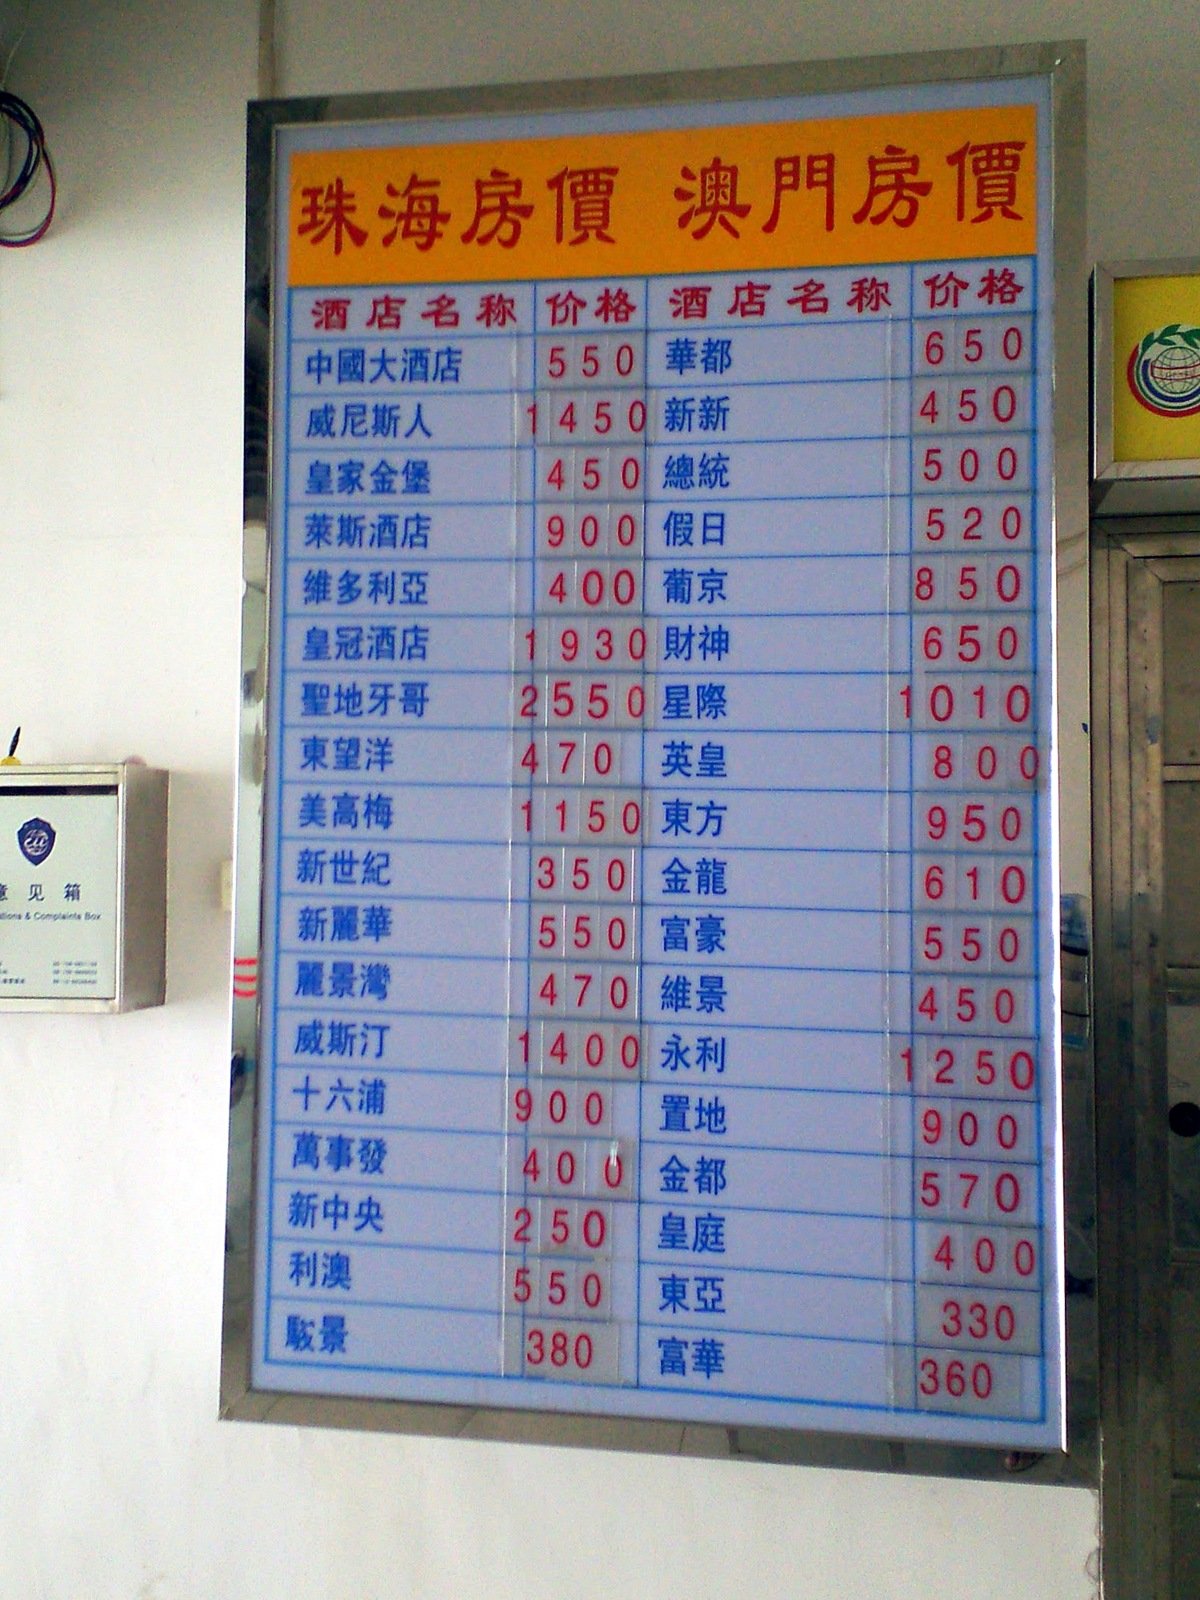 珠海房價 澳門房價
酒店名称 价格 酒店名称 价格
中國大酒店 550 華都 650
威尼斯人 1450 新新 450
皇家金堡 450 總統 500
萊斯酒店 900 假日 520
維多利亞 400 葡京 850
皇冠酒店 1930 財神 650
聖地牙哥 2550 星際 1010
東望洋 470 英皇 800
美高梅 1150 東方 950
新世紀 350 金龍 610
新麗華 550 富豪 550
麗景灣 470 維景 450
威斯汀 1400 永利 1250
十六浦 900 置地 900
萬事發 400 金都 570
新中央 250 皇庭 400
利澳 550 東亞 330
駿景 380 富華 360
意见箱
tions & Complaints Box